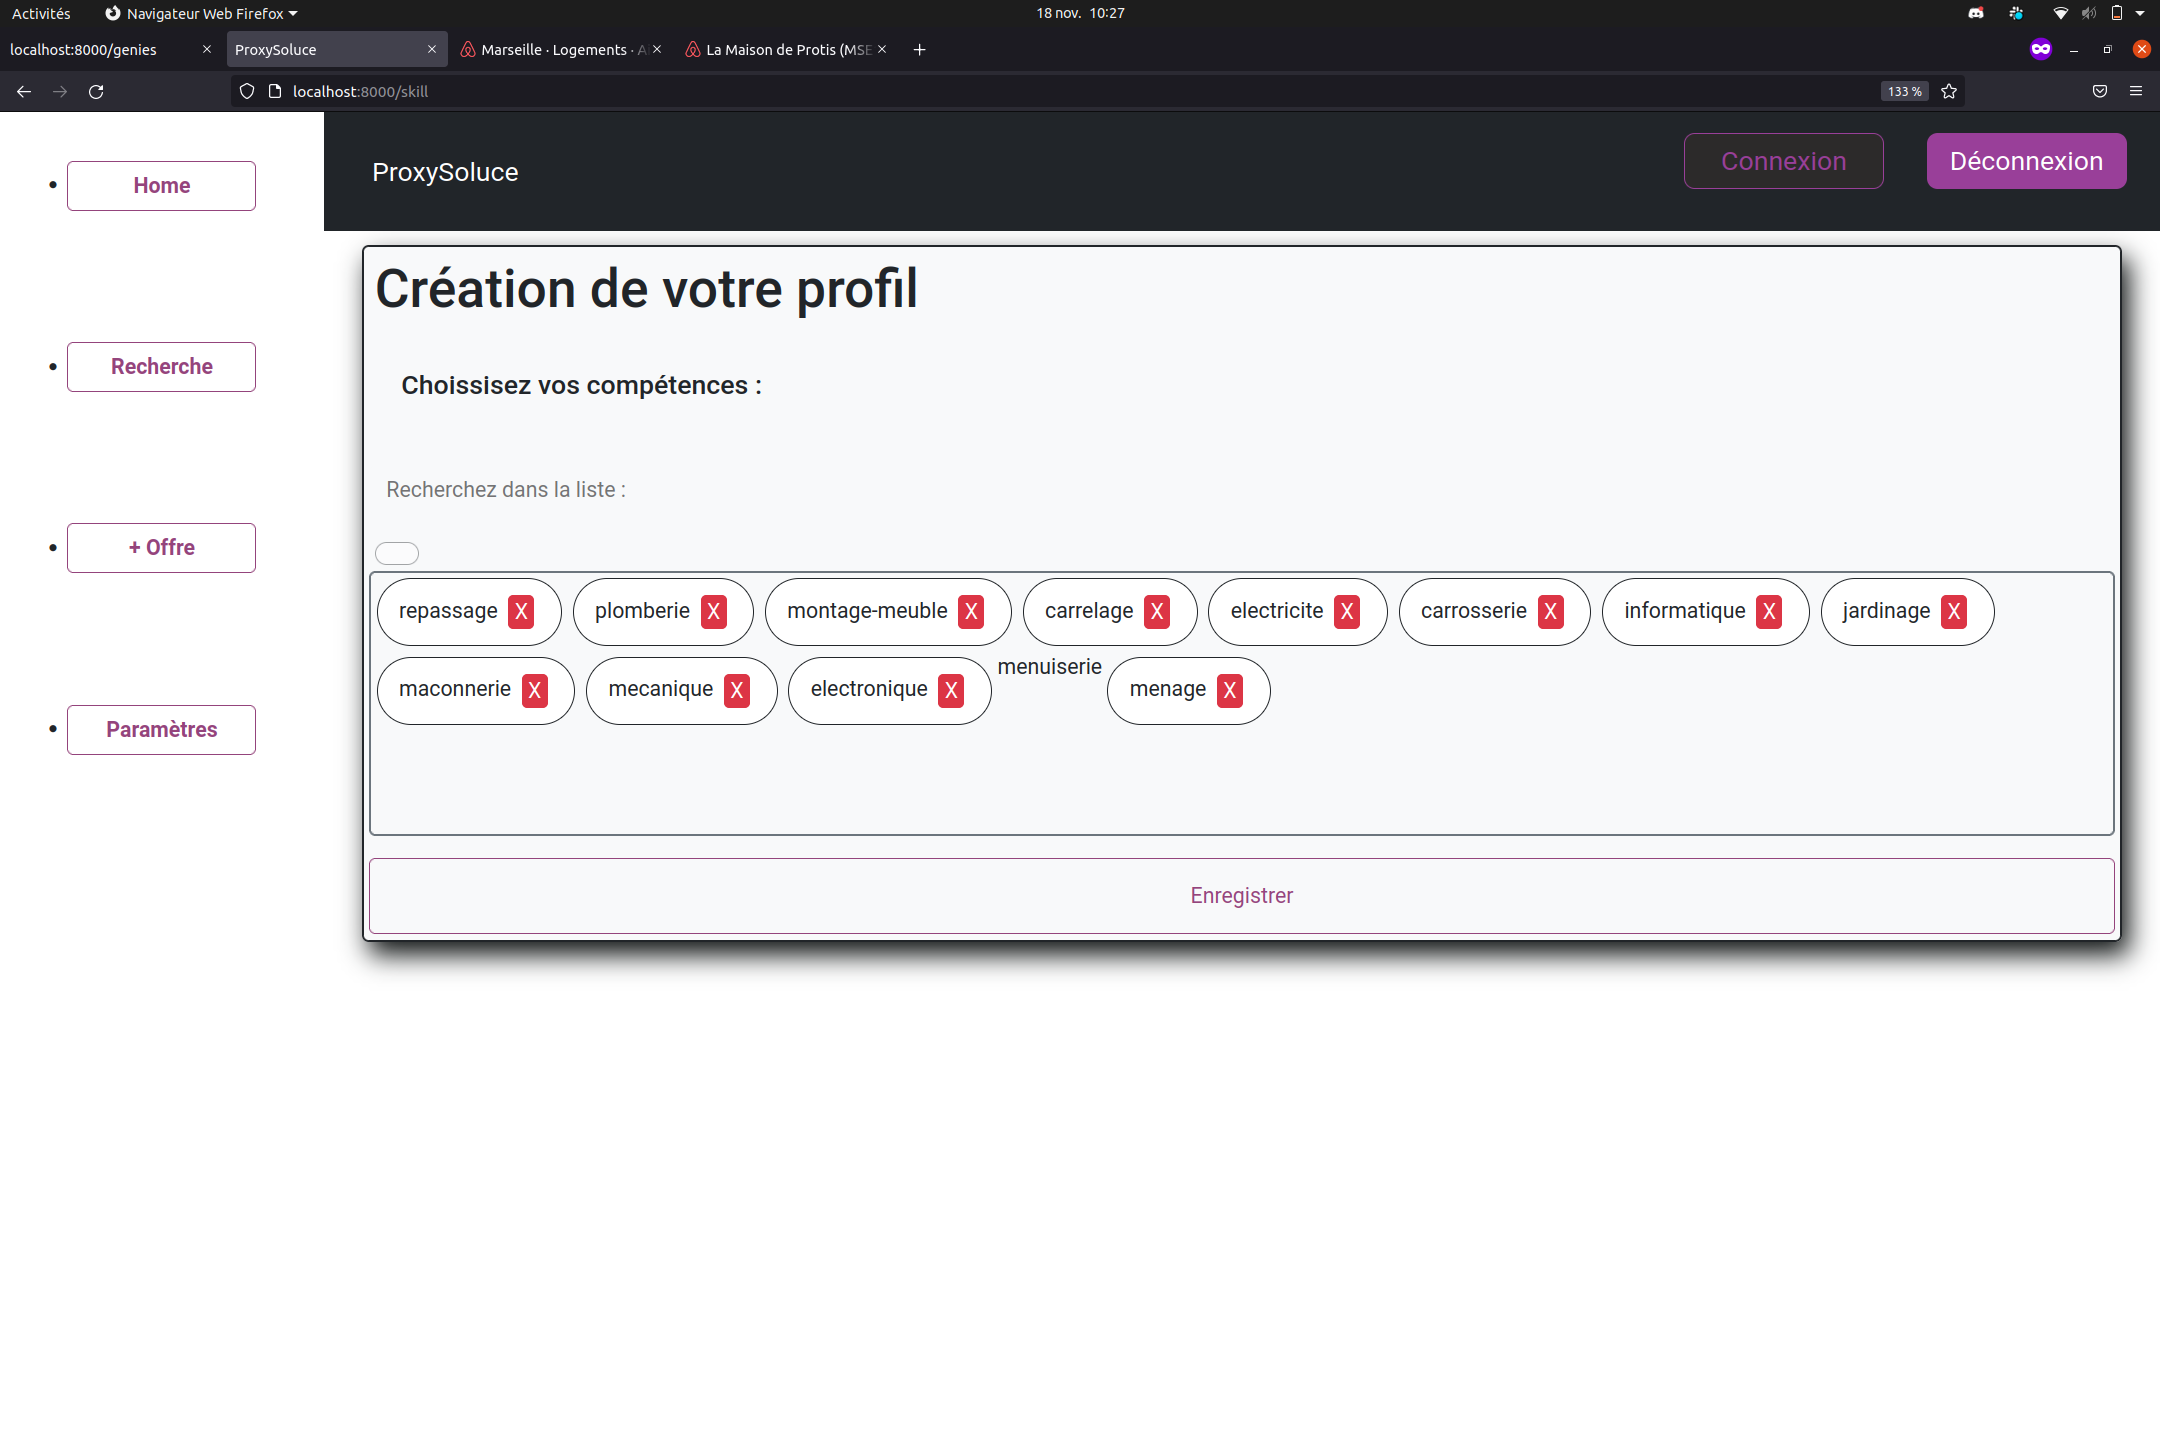 Activités Navigateur Web Firefox 18 nov. 10:27
localhost:8000/genies ProxySoluce Marseille · Logements · A La Maison de Protis (MSE
localhost:8000/skill 133 %
Home
Recherche
+ Offre
Paramètres
ProxySoluce Connexion Déconnexion
Création de votre profil
Choissisez vos compétences :
Recherchez dans la liste :
repassage X plomberie X montage-meuble X carrelage X electricite X carrosserie X informatique X jardinage X
maconnerie X mecanique X electronique X menuiserie menage X
Enregistrer